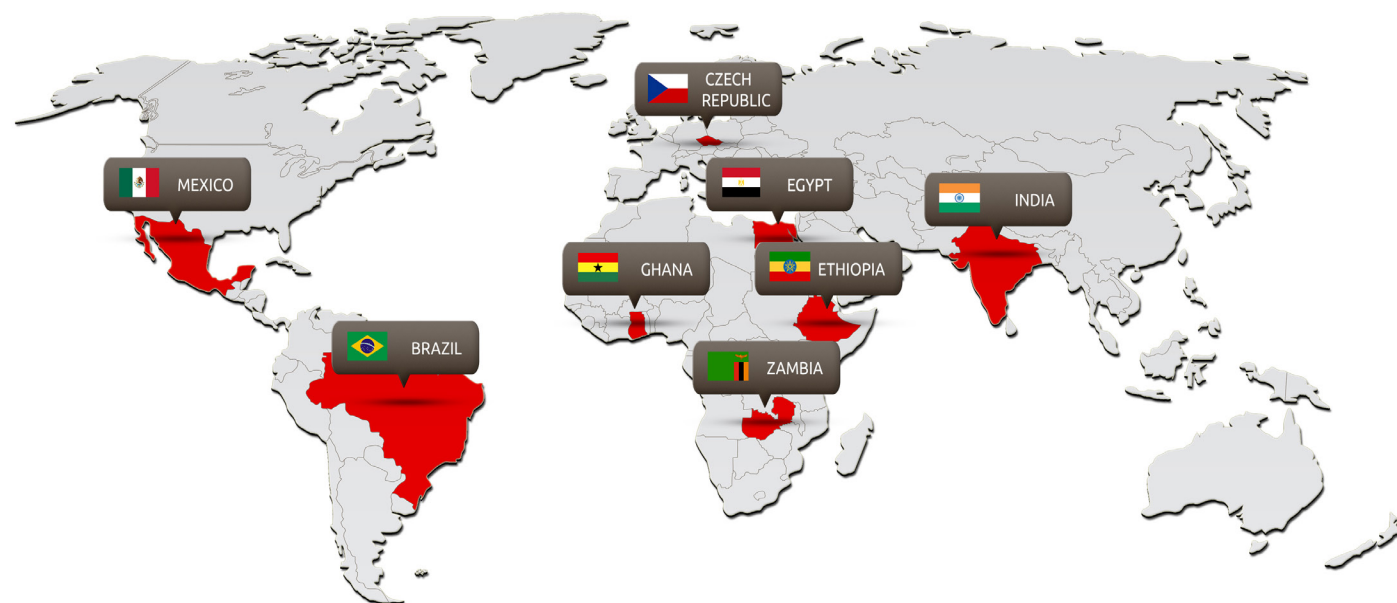 CZECH
REPUBLIC
MEXICO
EGYPT
INDIA
GHANA
ETHIOPIA
BRAZIL
ZAMBIA